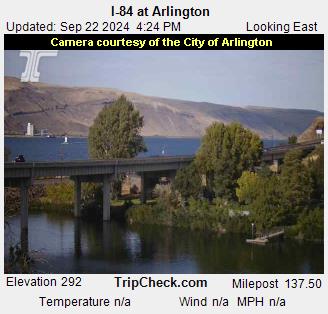 I-84 at Arlington
Updated: Sep 22 2024 4:24 PM Looking East
Camera courtesy of the City of Arlington
Elevation 292 TripCheck.com Milepost 137.50
Temperature n/a Wind n/a MPH n/a